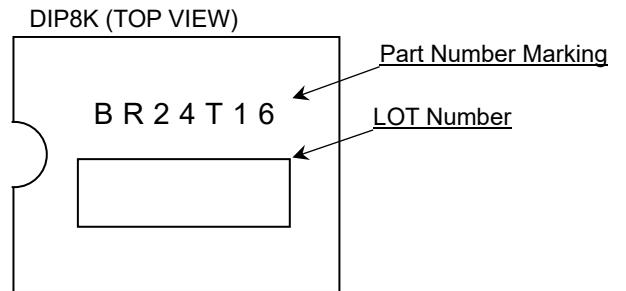 DIP8K (TOP VIEW)
Part Number Marking
B R 2 4 T 1 6
LOT Number